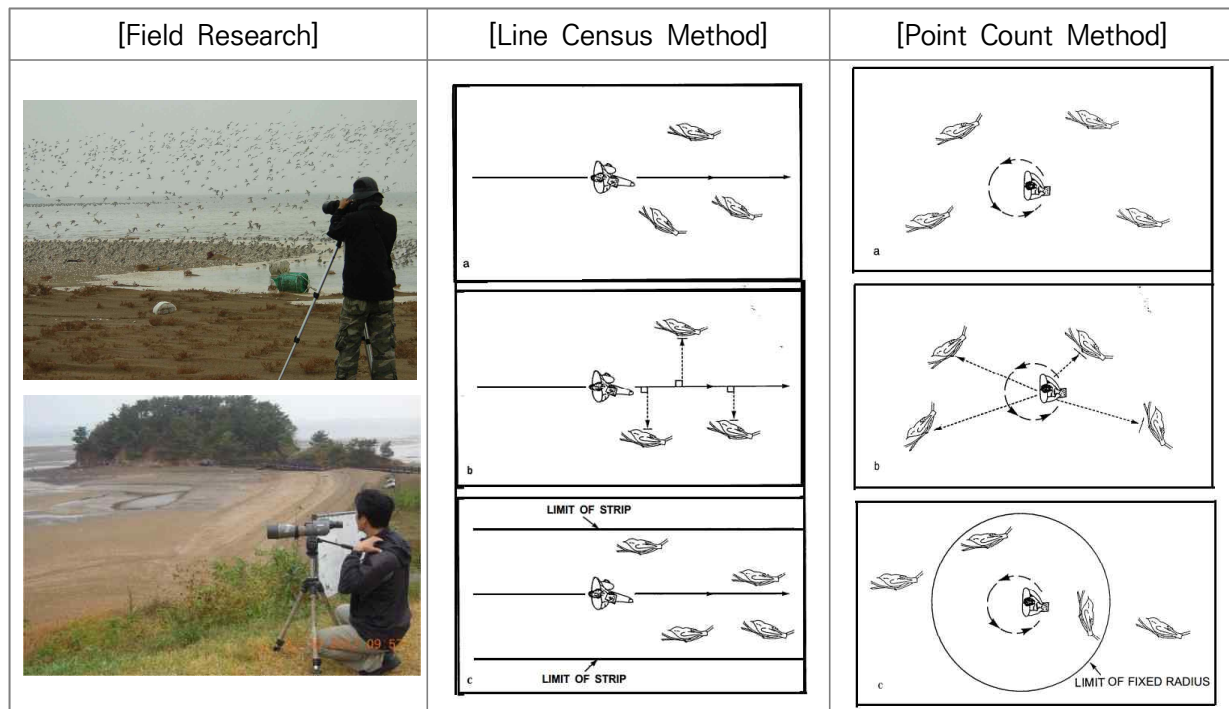 [Field Research]
[Line Census Method]
[Point Count Method]
a
b
LIMIT OF STRIP
c
LIMIT OF STRIP
a
b
c
LIMIT OF FIXED RADIUS